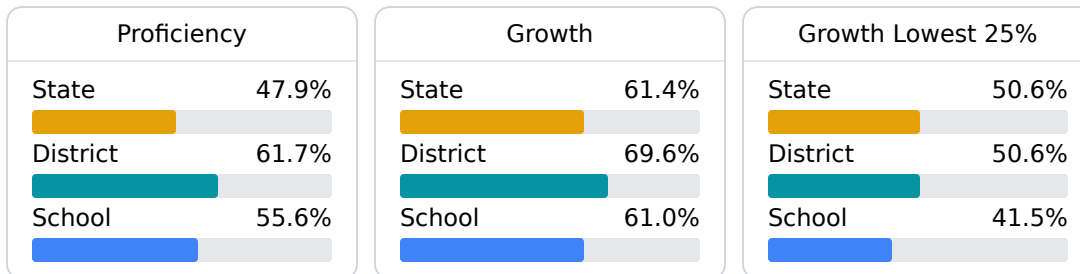 Proficiency
State 47.9%
District 61.7%
School 55.6%
Growth
State 61.4%
District 69.6%
School 61.0%
Growth Lowest 25%
State 50.6%
District 50.6%
School 41.5%